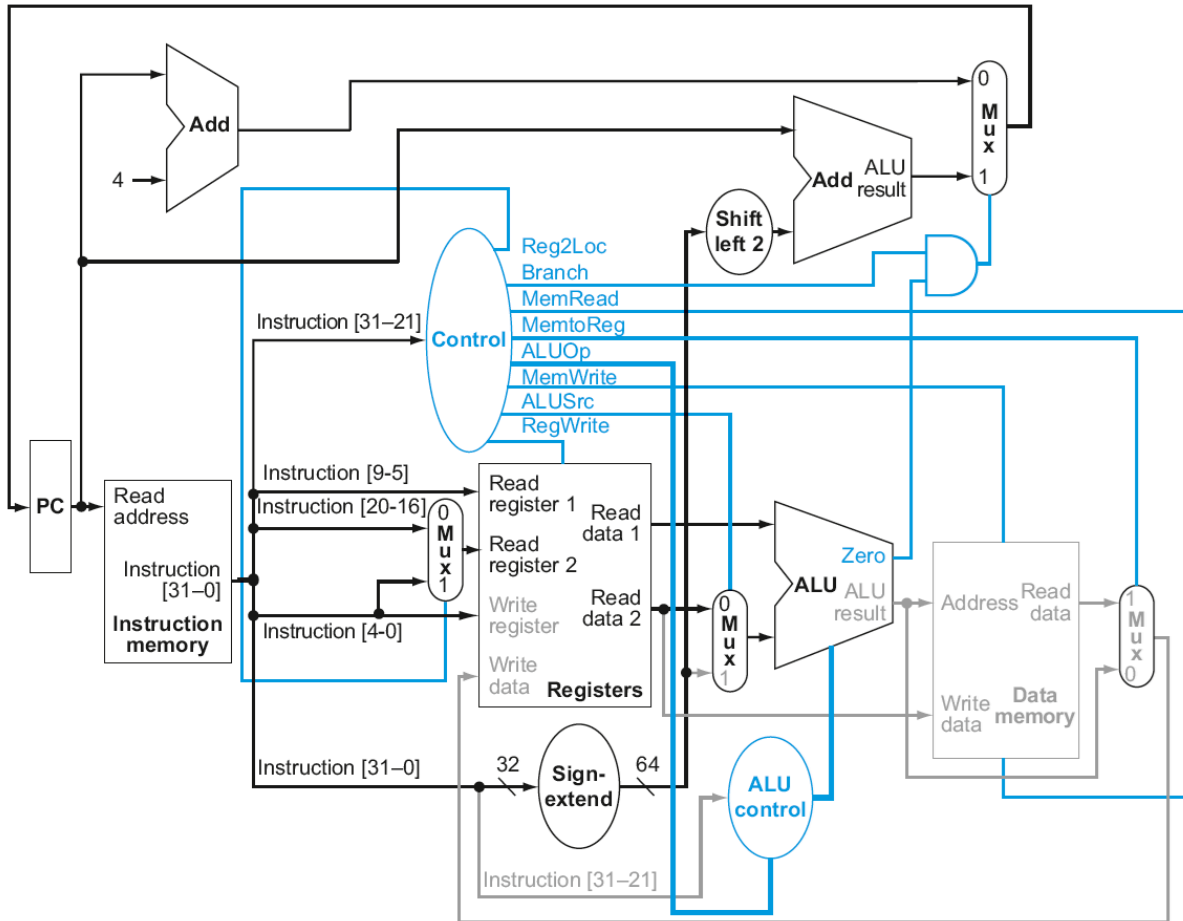 Add
4
0
M
u
x
1
Add
ALU
result
Shift
left 2
Reg2Loc
Branch
MemRead
MemtoReg
ALUOp
MemWrite
ALUSrc
RegWrite
Control
Instruction [31–21]
PC
Read
address
Instruction
[31–0]
Instruction
memory
Instruction [9-5]
Instruction [20-16]
Instruction [4-0]
0
M
u
x
1
Read
register 1
Read
register 2
Write
register
Write
data
Read
data 1
Read
data 2
Registers
0
M
u
x
1
Zero
ALU
ALU
result
Address
Read
data
Write
data
Data
memory
1
M
u
x
0
Instruction [31–0]
32
Sign-
extend
64
ALU
control
Instruction [31–21]